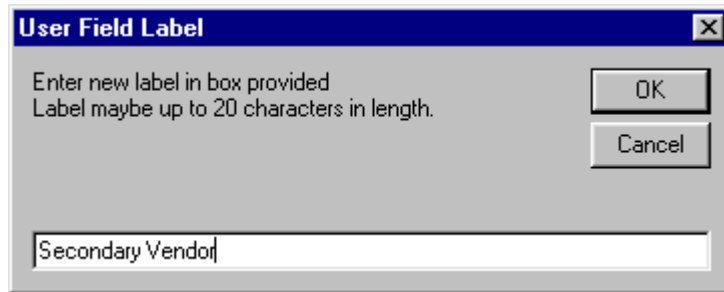 User Field Label
Enter new label in box provided
Label maybe up to 20 characters in length.
OK
Cancel
Secondary Vendor